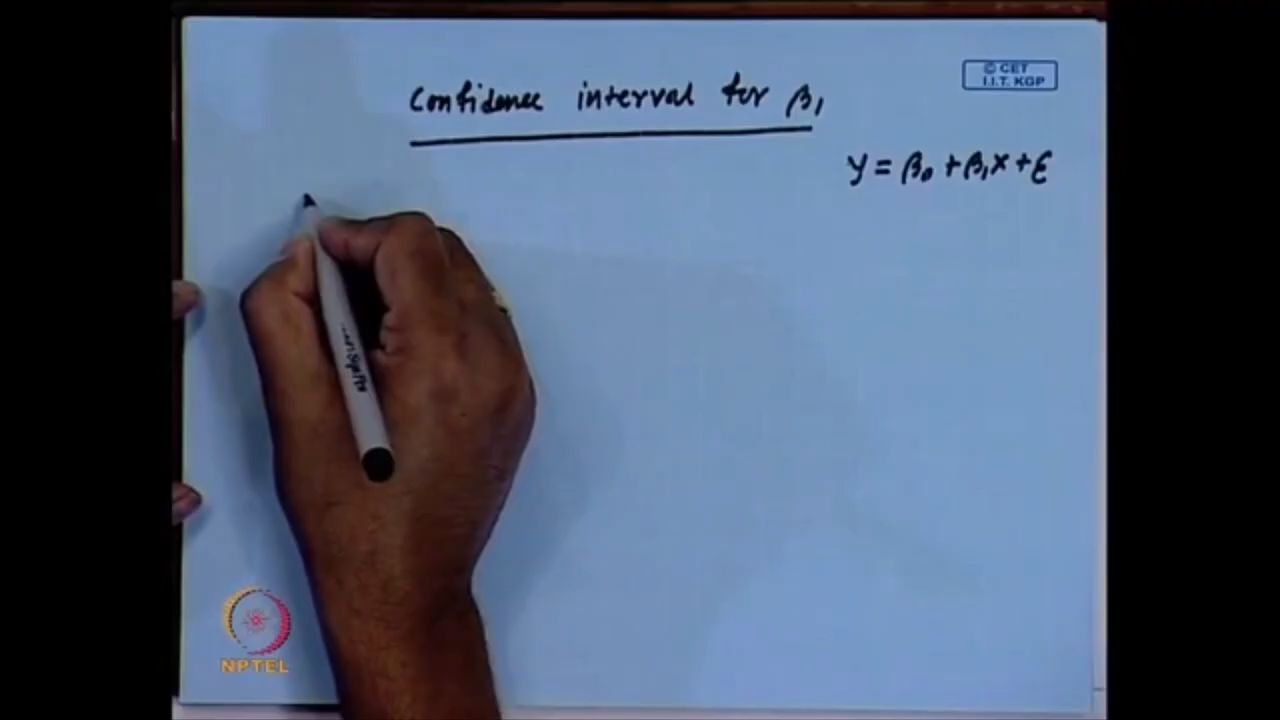 Confidence interval for β₁
© CET
I.I.T. KGP
y = β₀ + β₁x + ε
NPTEL